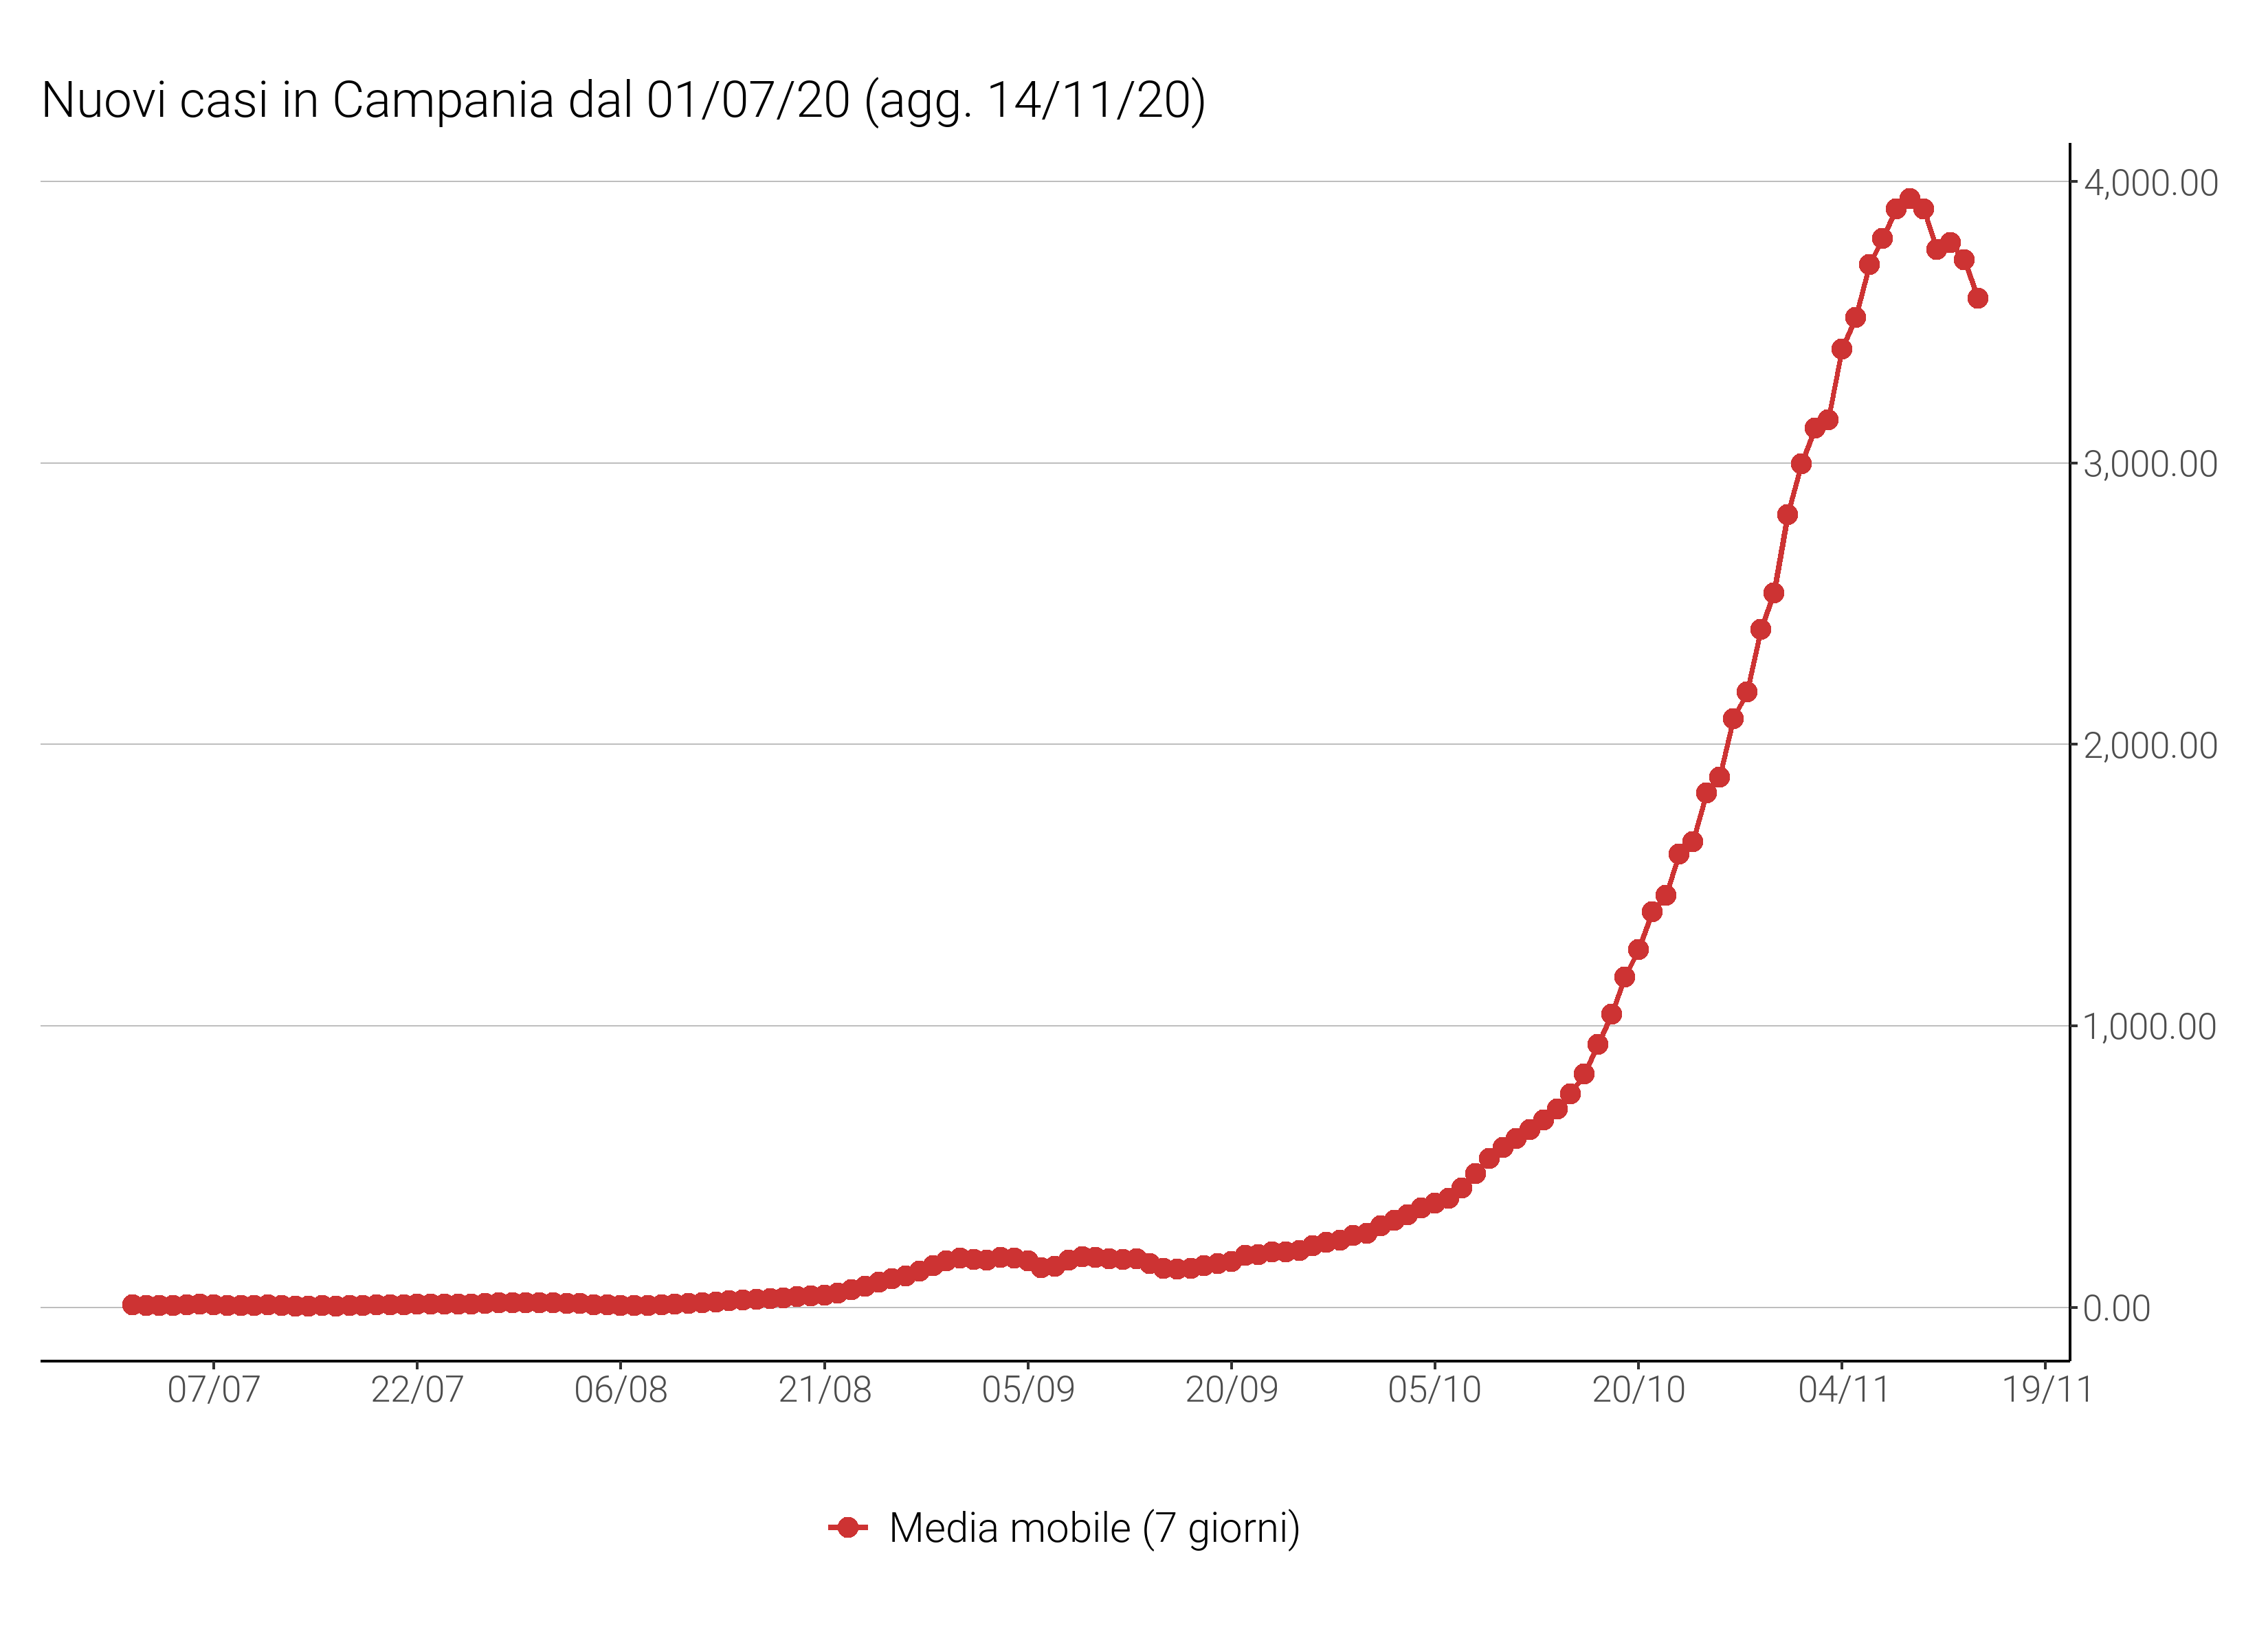 Nuovi casi in Campania dal 01/07/20 (agg. 14/11/20)
4,000.00
3,000.00
2,000.00
1,000.00
0.00
07/07 22/07 06/08 21/08 05/09 20/09 05/10 20/10 04/11 19/11
Media mobile (7 giorni)